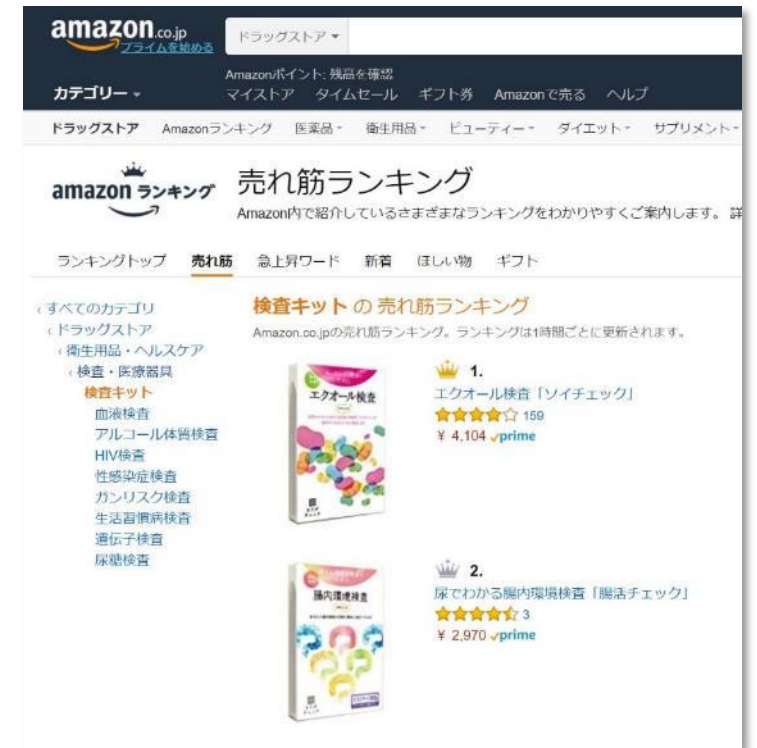 amazon.co.jp
プライムを始める
ドラッグストア
Amazonポイント: 残高を確認
カテゴリー
マイストア タイムセール ギフト券 Amazonで売る ヘルプ
ドラッグストア Amazonランキング 医薬品 衛生用品 ビューティー ダイエット サプリメント
amazon ランキング
売れ筋ランキング
Amazon内で紹介しているさまざまなランキングをわかりやすくご案内します。 詳
ランキングトップ 売れ筋 急上昇ワード 新着 ほしい物 ギフト
‹ すべてのカテゴリ
‹ ドラッグストア
‹ 衛生用品・ヘルスケア
‹ 検査・医療器具
検査キット
血液検査
アルコール体質検査
HIV検査
性感染症検査
ガンリスク検査
生活習慣病検査
遺伝子検査
尿糖検査
検査キット の 売れ筋ランキング
Amazon.co.jpの売れ筋ランキング。ランキングは1時間ごとに更新されます。
エクオール検査
1.
エクオール検査「ソイチェック」
159
¥ 4,104 prime
腸内環境検査
2.
尿でわかる腸内環境検査「腸活チェック」
3
¥ 2,970 prime